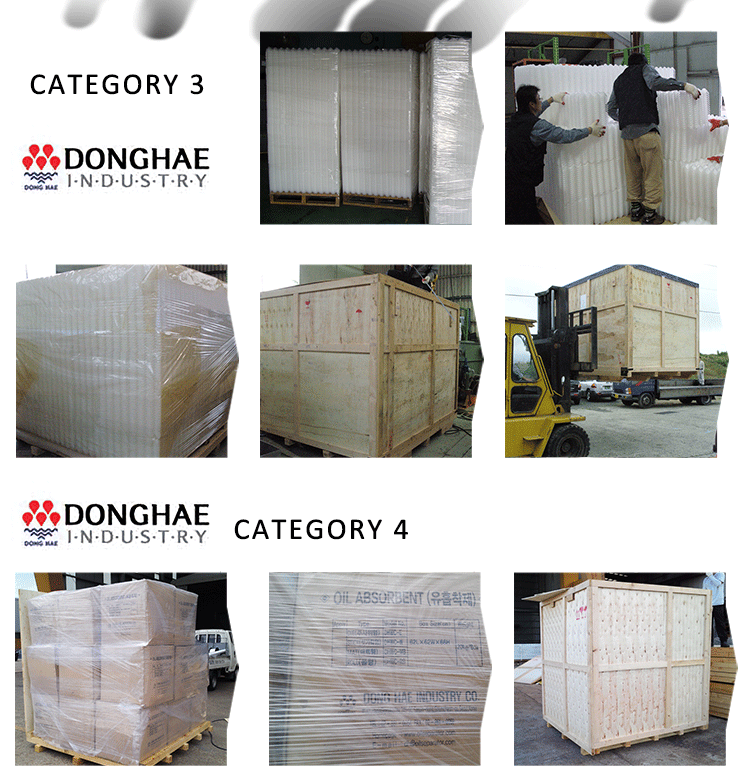 CATEGORY 3
DONGHAE
I·N·D·U·S·T·R·Y
DONG HAE
DONGHAE
I·N·D·U·S·T·R·Y
DONG HAE
CATEGORY 4
OIL ABSORBENT (유흡착제)
DONG HAE INDUSTRY CO